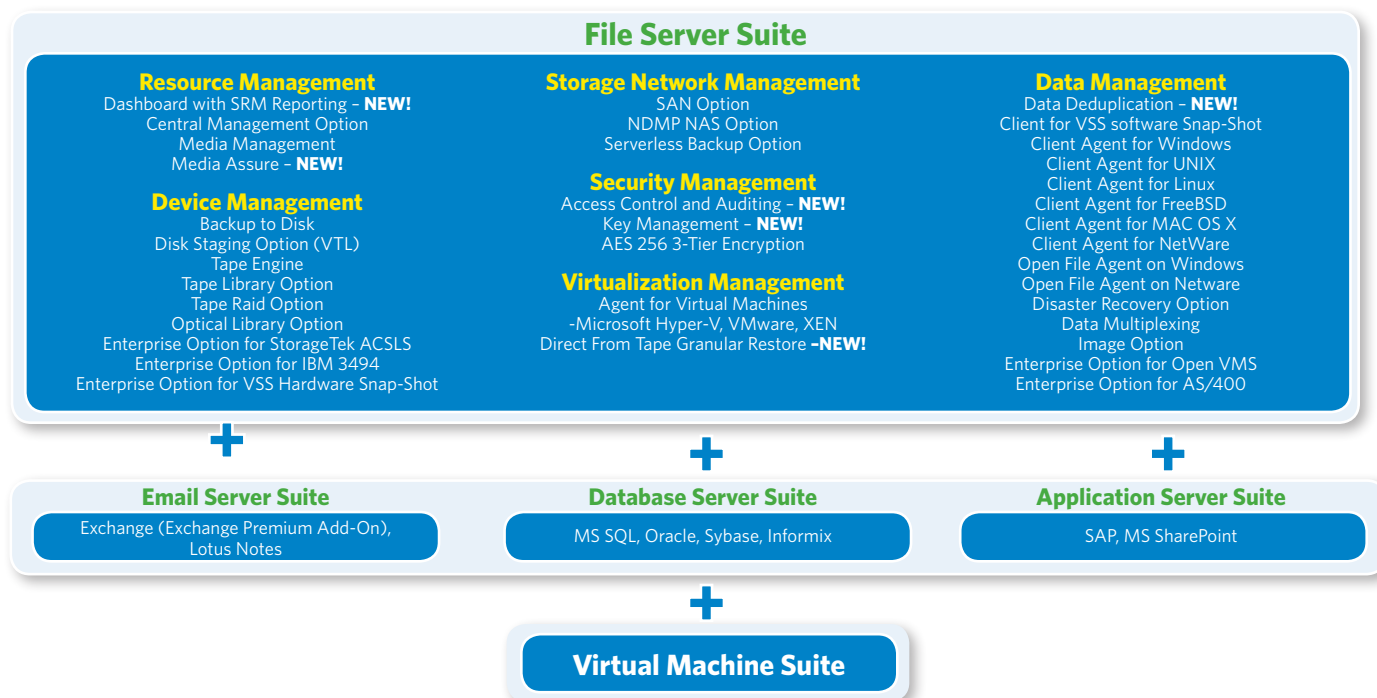 File Server Suite
Resource Management
Dashboard with SRM Reporting – NEW!
Central Management Option
Media Management
Media Assure – NEW!
Device Management
Backup to Disk
Disk Staging Option (VTL)
Tape Engine
Tape Library Option
Tape Raid Option
Optical Library Option
Enterprise Option for StorageTek ACSLS
Enterprise Option for IBM 3494
Enterprise Option for VSS Hardware Snap-Shot
Storage Network Management
SAN Option
NDMP NAS Option
Serverless Backup Option
Security Management
Access Control and Auditing – NEW!
Key Management – NEW!
AES 256 3-Tier Encryption
Virtualization Management
Agent for Virtual Machines
-Microsoft Hyper-V, VMware, XEN
Direct From Tape Granular Restore –NEW!
Data Management
Data Deduplication – NEW!
Client for VSS software Snap-Shot
Client Agent for Windows
Client Agent for UNIX
Client Agent for Linux
Client Agent for FreeBSD
Client Agent for MAC OS X
Client Agent for NetWare
Open File Agent on Windows
Open File Agent on Netware
Disaster Recovery Option
Data Multiplexing
Image Option
Enterprise Option for Open VMS
Enterprise Option for AS/400
+
+
+
Email Server Suite
Exchange (Exchange Premium Add-On),
Lotus Notes
Database Server Suite
MS SQL, Oracle, Sybase, Informix
Application Server Suite
SAP, MS SharePoint
+
Virtual Machine Suite